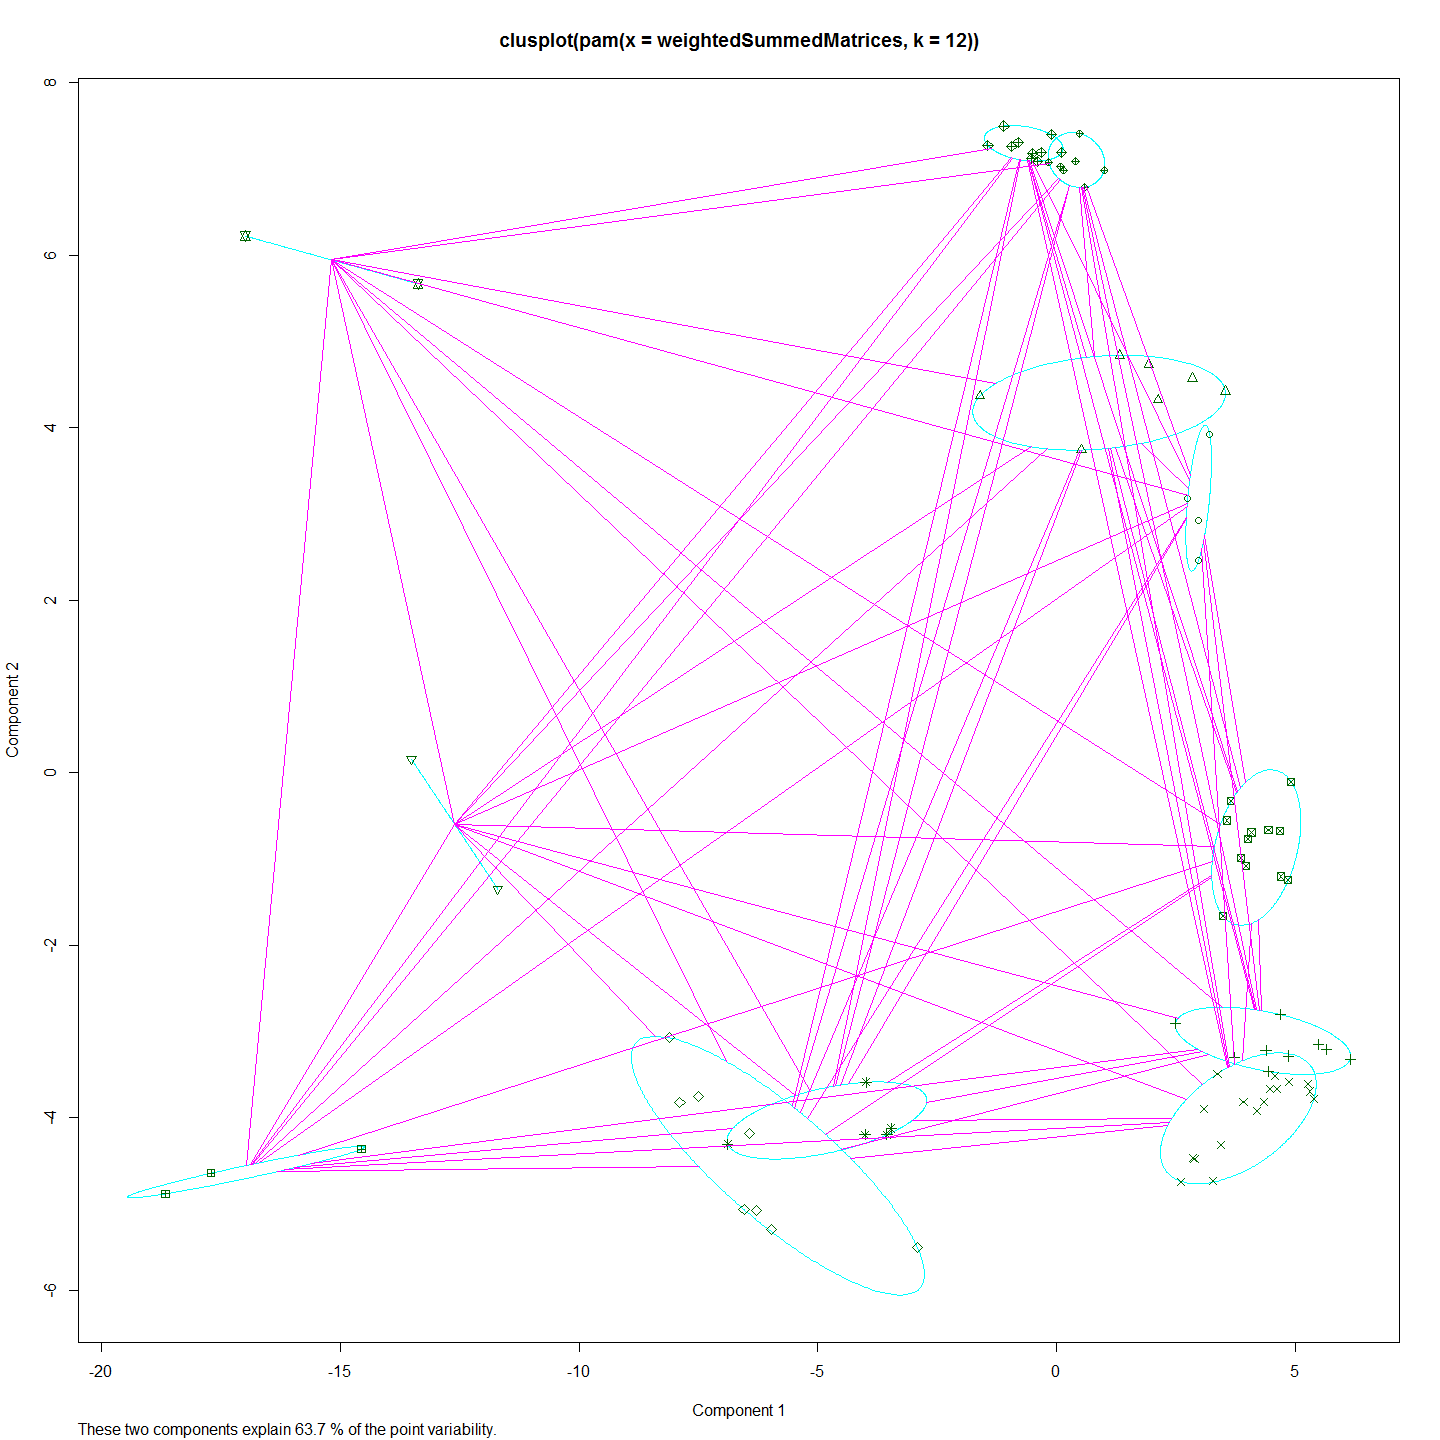 clusplot(pam(x = weightedSummedMatrices, k = 12))
8
6
4
2
0
-2
-4
-6
Component 2
-20 -15 -10 -5 0 5
Component 1
These two components explain 63.7 % of the point variability.